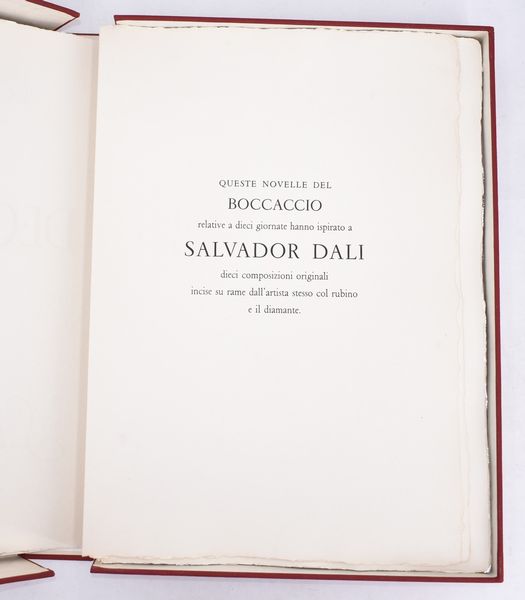 QUESTE NOVELLE DEL
BOCCACCIO
relative a dieci giornate hanno ispirato a
SALVADOR DALI
dieci composizioni originali
incise su rame dall'artista stesso col rubino
e il diamante.